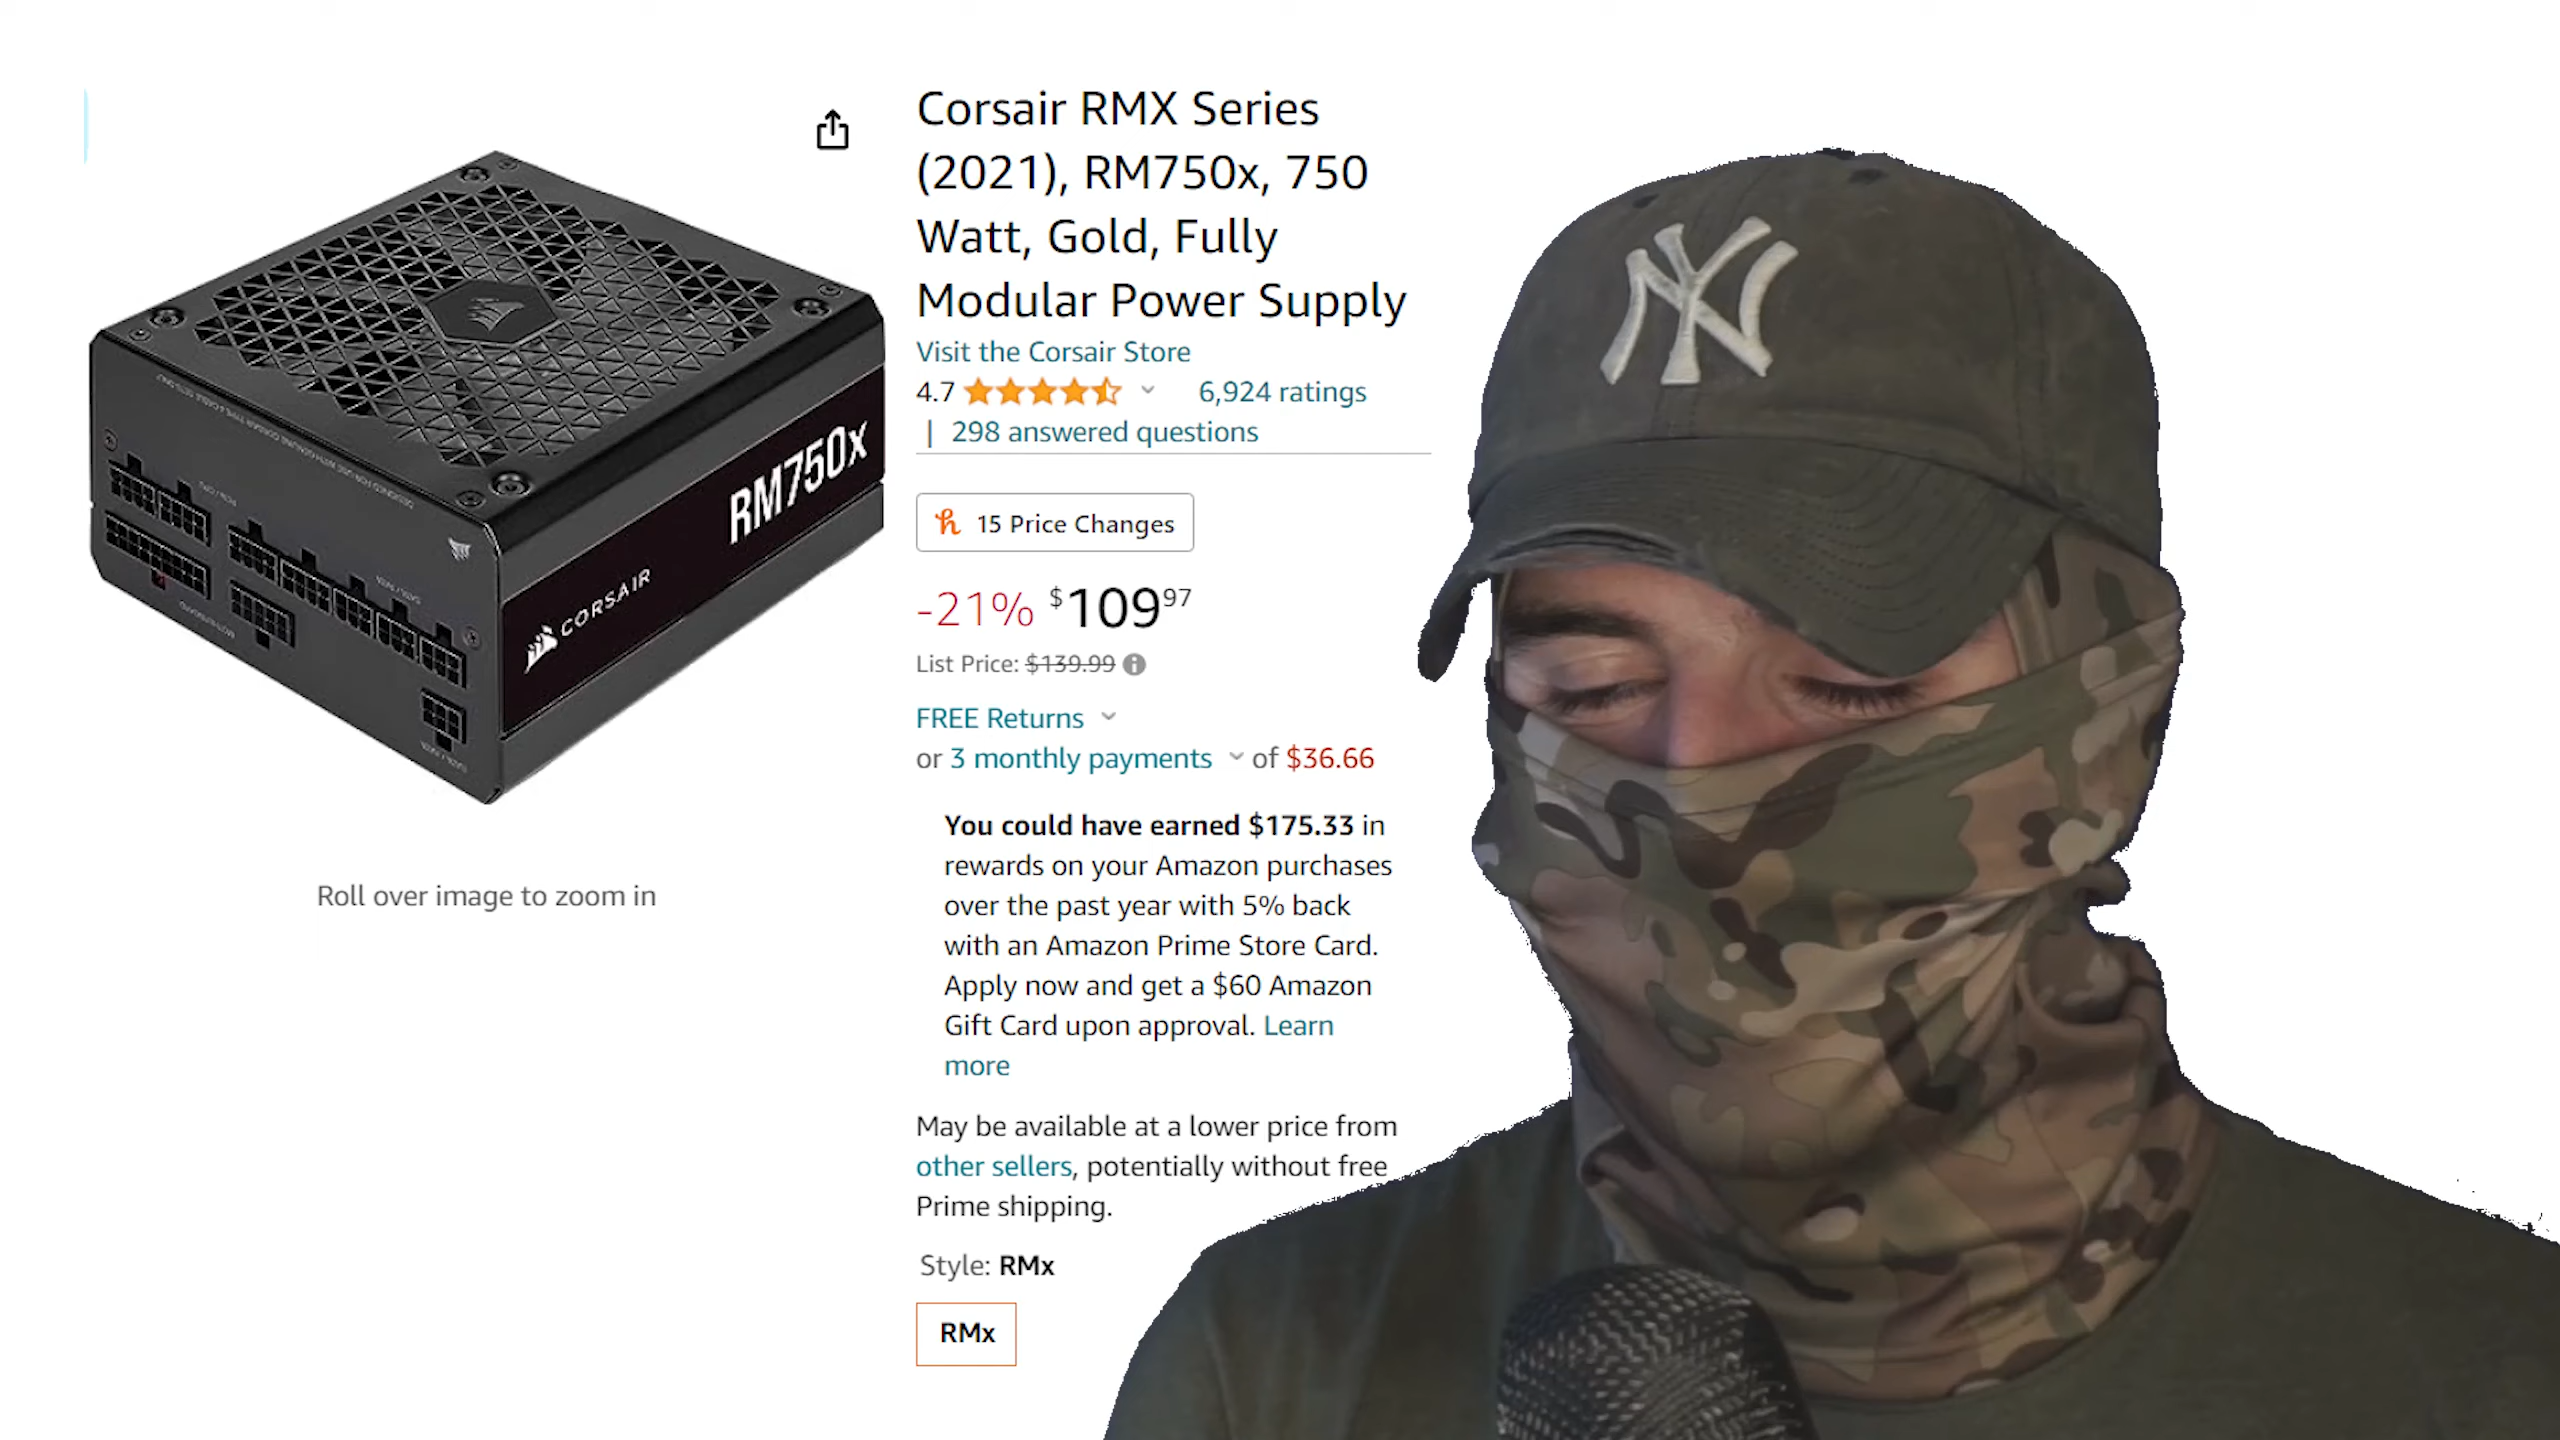 Corsair RMX Series
(2021), RM750x, 750
Watt, Gold, Fully
Modular Power Supply
Visit the Corsair Store
4.7 6,924 ratings
| 298 answered questions
15 Price Changes
-21% $10997
List Price: $139.99
FREE Returns
or 3 monthly payments of $36.66
You could have earned $175.33 in
rewards on your Amazon purchases
over the past year with 5% back
with an Amazon Prime Store Card.
Apply now and get a $60 Amazon
Gift Card upon approval. Learn
more
May be available at a lower price from
other sellers, potentially without free
Prime shipping.
Style: RMx
RMx
RM750x
CORSAIR
Roll over image to zoom in
NY